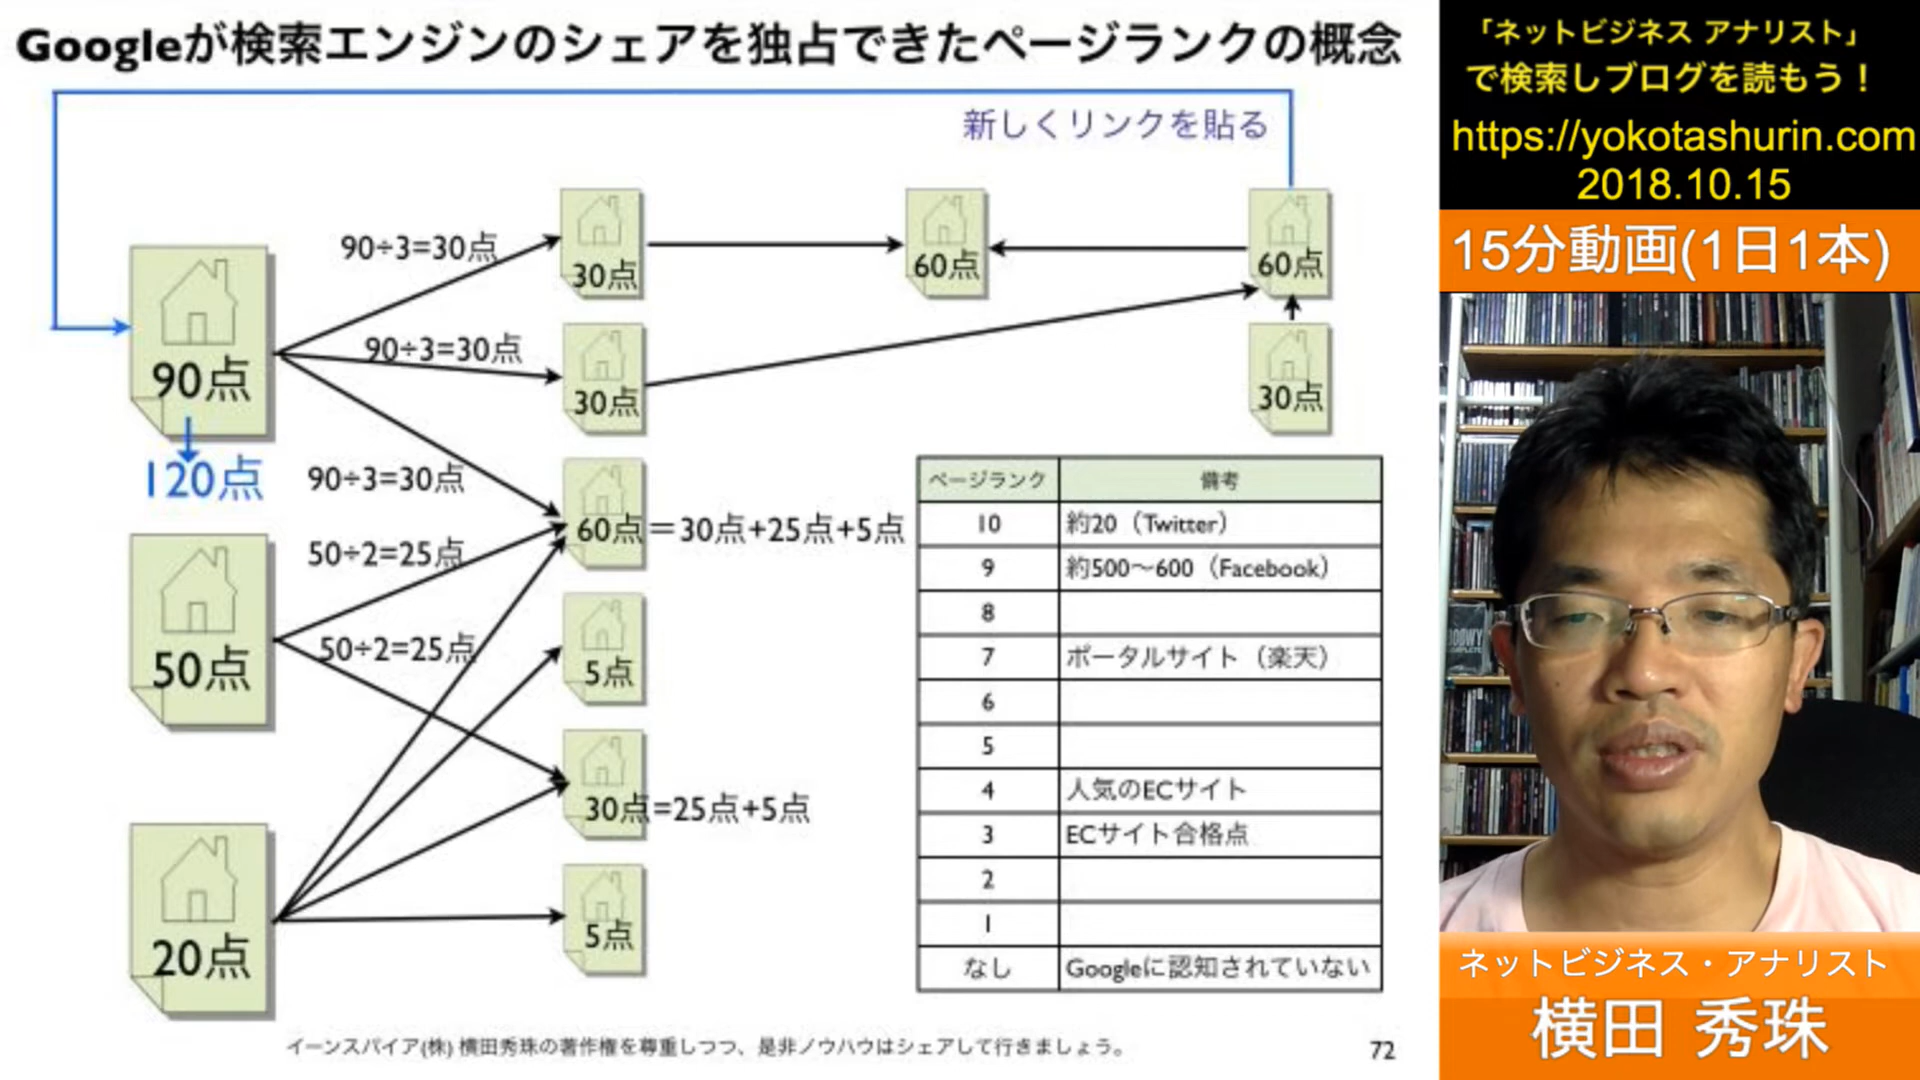 Googleが検索エンジンのシェアを独占できたページランクの概念
新しくリンクを貼る
90点
120点
50点
20点
90÷3=30点
90÷3=30点
90÷3=30点
50÷2=25点
50÷2=25点
30点
60点
60点
30点
30点
60点=30点+25点+5点
5点
30点=25点+5点
5点
ページランク 備考
10 約20（Twitter）
9 約500〜600（Facebook）
8
7 ポータルサイト（楽天）
6
5
4 人気のECサイト
3 ECサイト合格点
2
1
なし Googleに認知されていない
イーンスパイア(株) 横田秀珠の著作権を尊重しつつ、是非ノウハウはシェアして行きましょう。
72
「ネットビジネス アナリスト」
で検索しブログを読もう！
https://yokotashurin.com
2018.10.15
15分動画(1日1本)
ネットビジネス・アナリスト
横田 秀珠